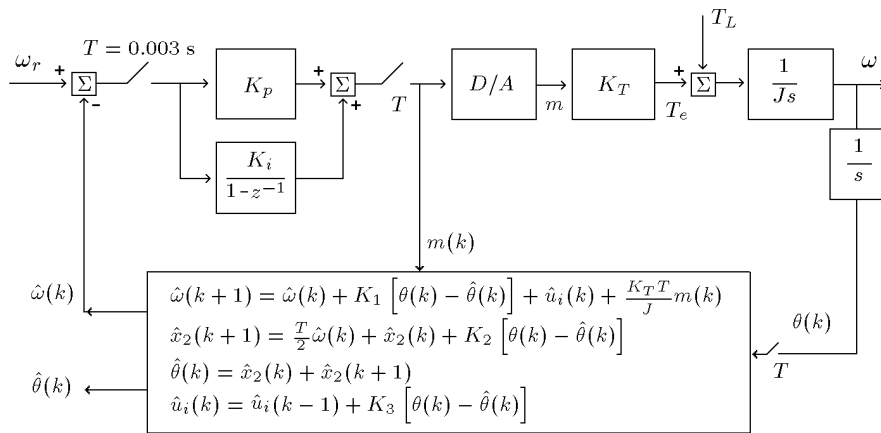 T = 0.003 s
T_L
ω_r
+
Σ
-
K_p
+
Σ
+
T
D/A
m
K_T
+
T_e
Σ
1/(Js)
ω
K_i/(1-z^{-1})
1/s
m(k)
ω̂(k+1) = ω̂(k) + K_1 [θ(k) - θ̂(k)] + û_i(k) + (K_T T/J) m(k)
x̂_2(k+1) = (T/2) ω̂(k) + x̂_2(k) + K_2 [θ(k) - θ̂(k)]
θ̂(k) = x̂_2(k) + x̂_2(k+1)
û_i(k) = û_i(k-1) + K_3 [θ(k) - θ̂(k)]
ω̂(k)
θ̂(k)
θ(k)
T